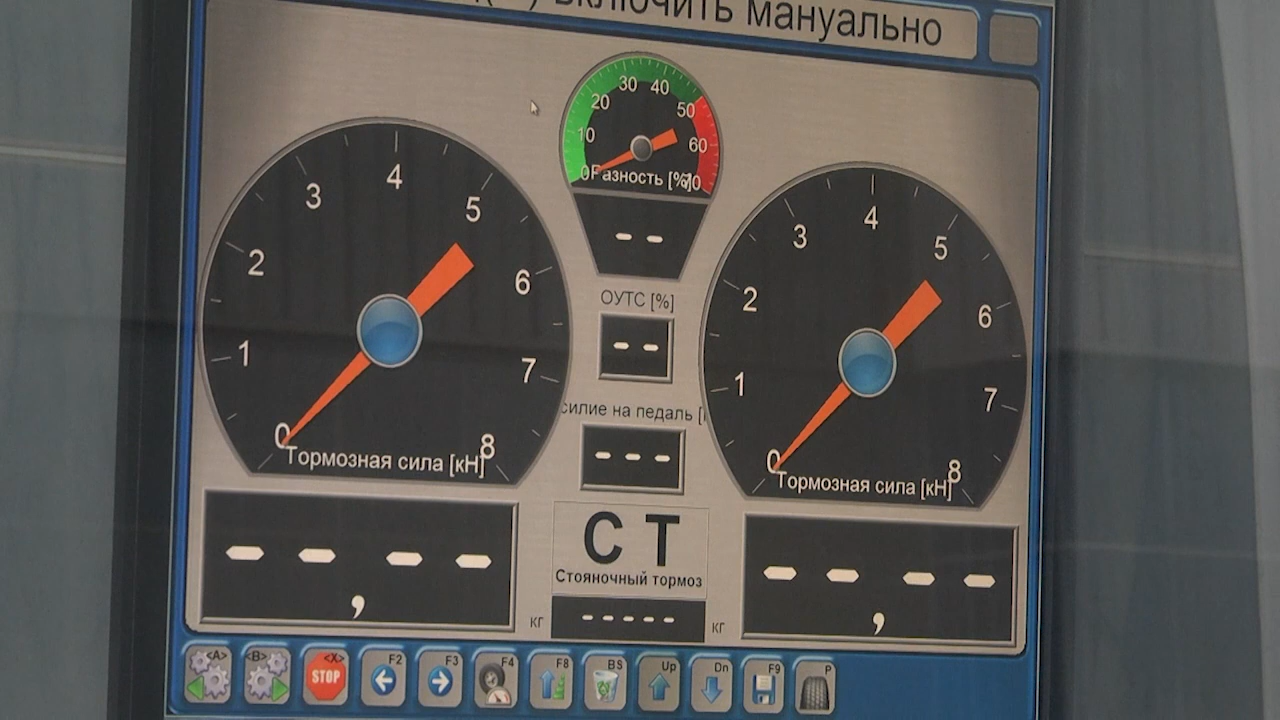 включить мануально
0 10 20 30 40 50 60 70
Разность [%]
0 1 2 3 4 5 6 7 8
Тормозная сила [кН]
0 1 2 3 4 5 6 7 8
Тормозная сила [кН]
- -
ОУТС [%]
- -
силие на педаль [
- - -
- - , - -
СТ
Стояночный тормоз
кг - - - - - кг
- - , - -
<A> <B> <X> F2 F3 F4 F8 BS Up Dn F9 P
STOP